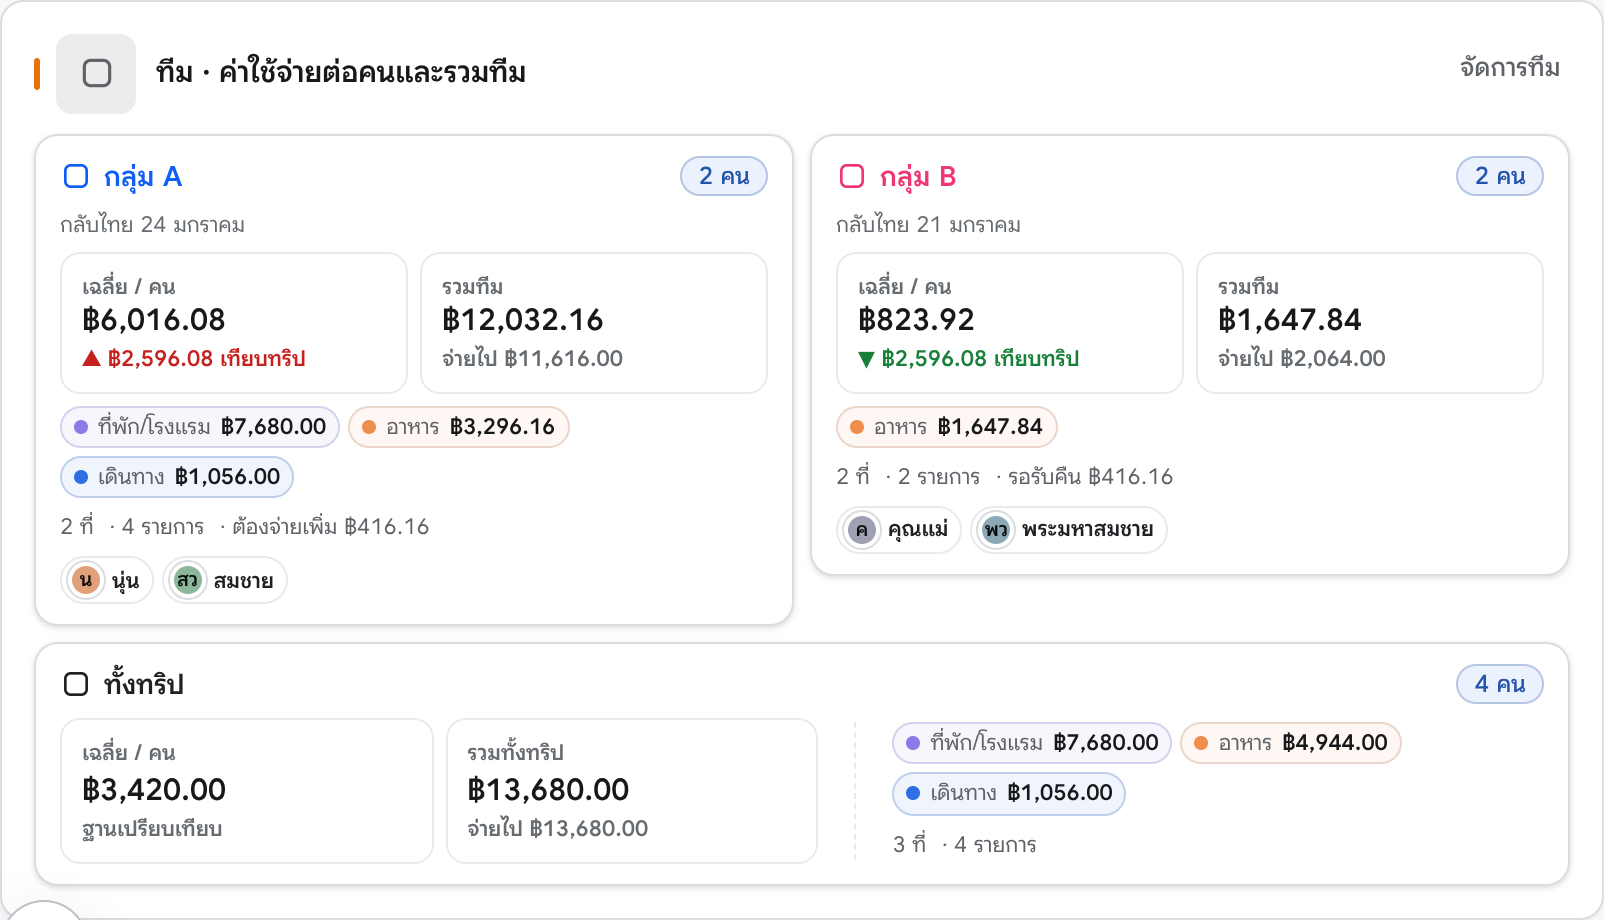 ทีม · ค่าใช้จ่ายต่อคนและรวมทีม
จัดการทีม
กลุ่ม A
2 คน
กลับไทย 24 มกราคม
เฉลี่ย / คน
฿6,016.08
▲ ฿2,596.08 เทียบทริป
รวมทีม
฿12,032.16
จ่ายไป ฿11,616.00
ที่พัก/โรงแรม ฿7,680.00
อาหาร ฿3,296.16
เดินทาง ฿1,056.00
2 ที่ · 4 รายการ · ต้องจ่ายเพิ่ม ฿416.16
น นุ่น
สว สมชาย
กลุ่ม B
2 คน
กลับไทย 21 มกราคม
เฉลี่ย / คน
฿823.92
▼ ฿2,596.08 เทียบทริป
รวมทีม
฿1,647.84
จ่ายไป ฿2,064.00
อาหาร ฿1,647.84
2 ที่ · 2 รายการ · รอรับคืน ฿416.16
ค คุณแม่
พว พระมหาสมชาย
ทั้งทริป
4 คน
เฉลี่ย / คน
฿3,420.00
ฐานเปรียบเทียบ
รวมทั้งทริป
฿13,680.00
จ่ายไป ฿13,680.00
ที่พัก/โรงแรม ฿7,680.00
อาหาร ฿4,944.00
เดินทาง ฿1,056.00
3 ที่ · 4 รายการ